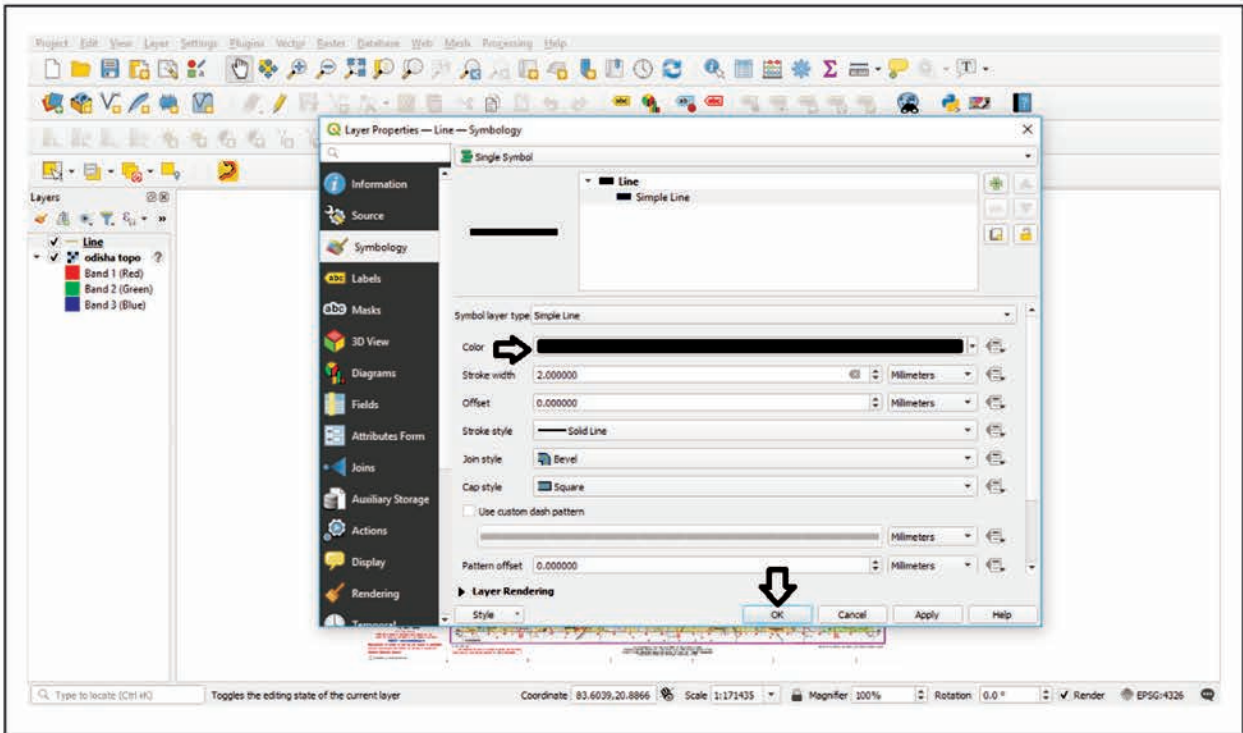 Project Edit View Layer Settings Plugins Vector Raster Database Web Mesh Processing Help
Layer Properties — Line — Symbology
Single Symbol
Information
Source
Symbology
Labels
Masks
3D View
Diagrams
Fields
Attributes Form
Joins
Auxiliary Storage
Actions
Display
Rendering
Temporal
Layers
Line
odisha topo ?
Band 1 (Red)
Band 2 (Green)
Band 3 (Blue)
Line
Simple Line
Symbol layer type Simple Line
Color
Stroke width 2.000000 Milimeters
Offset 0.000000 Milimeters
Stroke style Solid Line
Join style Bevel
Cap style Square
Use custom dash pattern
Milimeters
Pattern offset 0.000000 Milimeters
Layer Rendering
Style OK Cancel Apply Help
Type to locate (Ctrl+K) Toggles the editing state of the current layer Coordinate 83.6039,20.8866 Scale 1:171435 Magnifier 100% Rotation 0.0 ° Render EPSG:4326